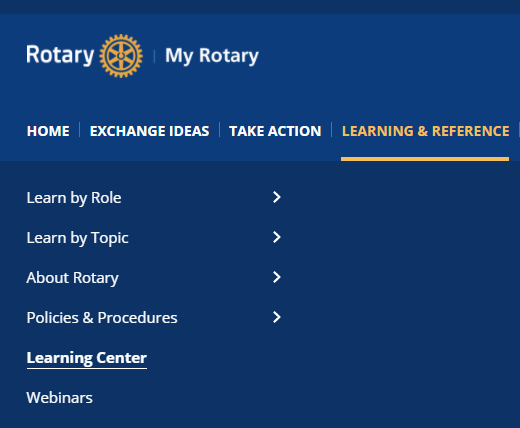 Rotary | My Rotary
HOME | EXCHANGE IDEAS | TAKE ACTION | LEARNING & REFERENCE |
Learn by Role
Learn by Topic
About Rotary
Policies & Procedures
Learning Center
Webinars